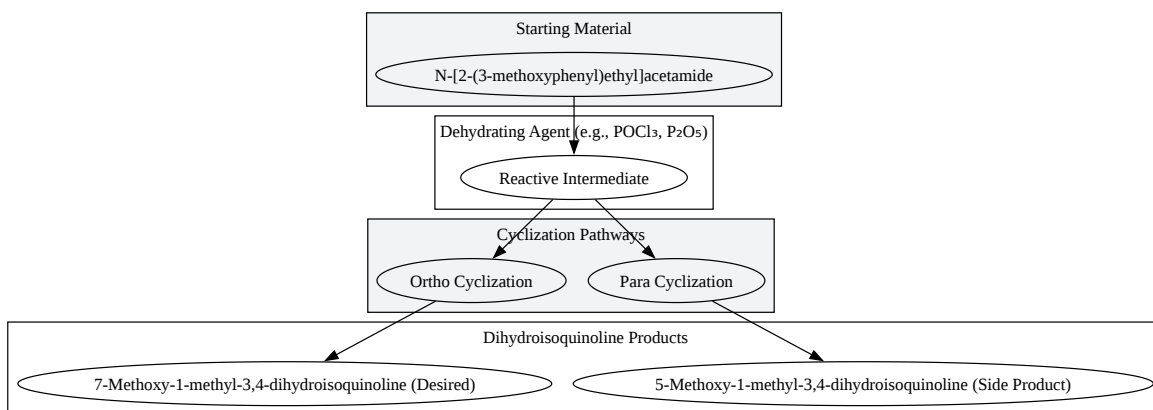 Starting Material
N-[2-(3-methoxyphenyl)ethyl]acetamide
Dehydrating Agent (e.g., POCl₃, P₂O₅)
Reactive Intermediate
Cyclization Pathways
Ortho Cyclization
Para Cyclization
Dihydroisoquinoline Products
7-Methoxy-1-methyl-3,4-dihydroisoquinoline (Desired)
5-Methoxy-1-methyl-3,4-dihydroisoquinoline (Side Product)